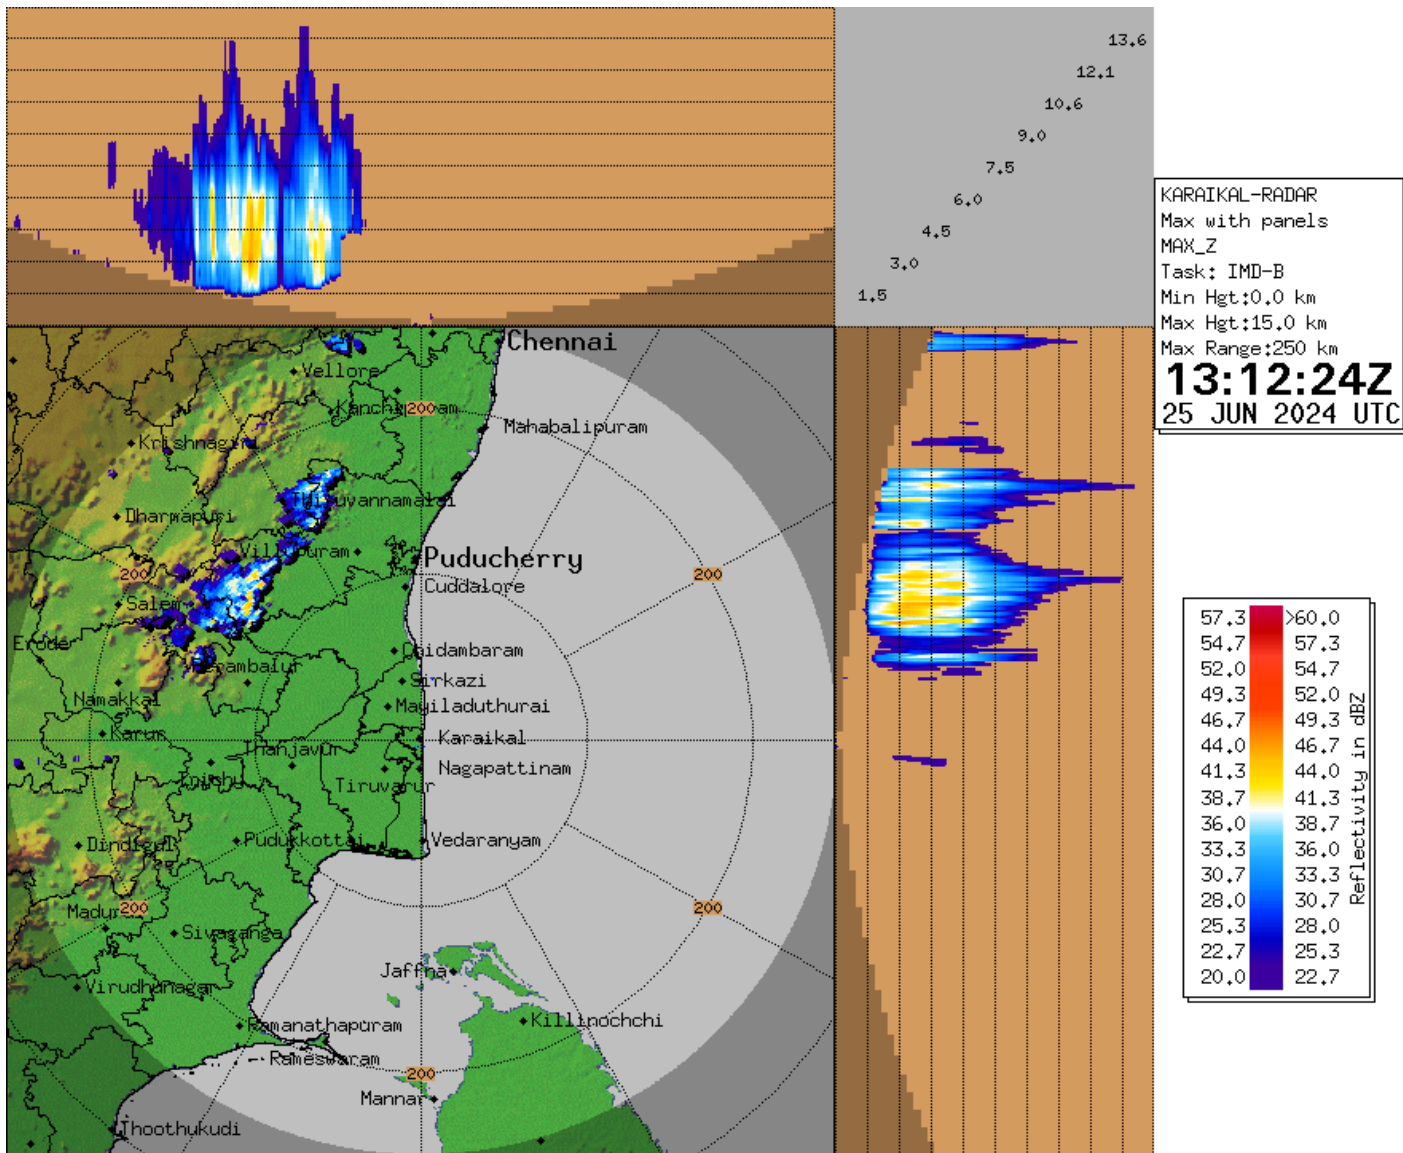 13.6
12.1
10.6
9.0
7.5
6.0
4.5
3.0
1.5
KARAIKAL-RADAR
Max with panels
MAX_Z
Task: IMD-B
Min Hgt:0.0 km
Max Hgt:15.0 km
Max Range:250 km
13:12:24Z
25 JUN 2024 UTC
Chennai
Vellore
200
Mahabalipuram
Krishnagiri
Tiruvannamalai
Dharmapuri
Villupuram
Puducherry
200
200
Cuddalore
Salem
Erode
Chidambaram
Perambalur
Sirkazi
Namakkal
Mayiladuthurai
Karur
Karaikal
Thanjavur
Nagapattinam
Tiruvarur
Dindigul
Pudukkottai
Vedaranyam
200
200
Sivaganga
Jaffna
Virudhunagar
Killinochchi
Ramanathapuram
Rameswaram
200
Mannar
Thoothukudi
57.3 >60.0
54.7 57.3
52.0 54.7
49.3 52.0
46.7 49.3
44.0 46.7
41.3 44.0
38.7 41.3
36.0 38.7
33.3 36.0
30.7 33.3
28.0 30.7
25.3 28.0
22.7 25.3
20.0 22.7
Reflectivity in dBZ